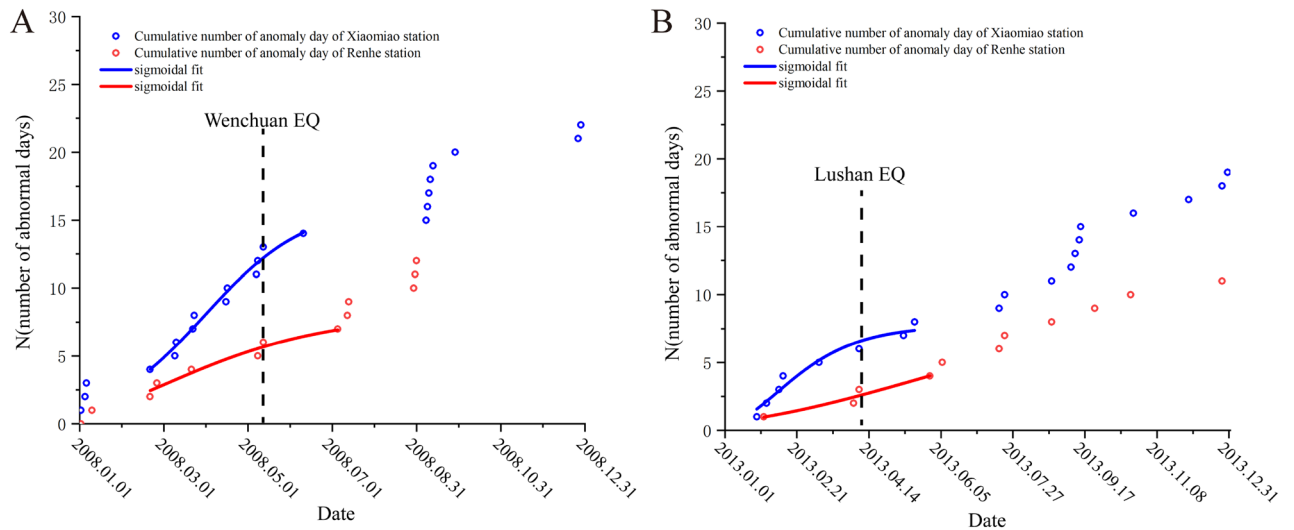 A
Cumulative number of anomaly day of Xiaomiao station
Cumulative number of anomaly day of Renhe station
sigmoidal fit
sigmoidal fit
Wenchuan EQ
N(number of abnormal days)
30
25
20
15
10
5
0
2008.01.01
2008.03.01
2008.05.01
2008.07.01
2008.08.31
2008.10.31
2008.12.31
Date
B
Cumulative number of anomaly day of Xiaomiao station
Cumulative number of anomaly day of Renhe station
sigmoidal fit
sigmoidal fit
Lushan EQ
N(number of abnormal days)
30
25
20
15
10
5
0
2013.01.01
2013.02.21
2013.04.14
2013.06.05
2013.07.27
2013.09.17
2013.11.08
2013.12.31
Date